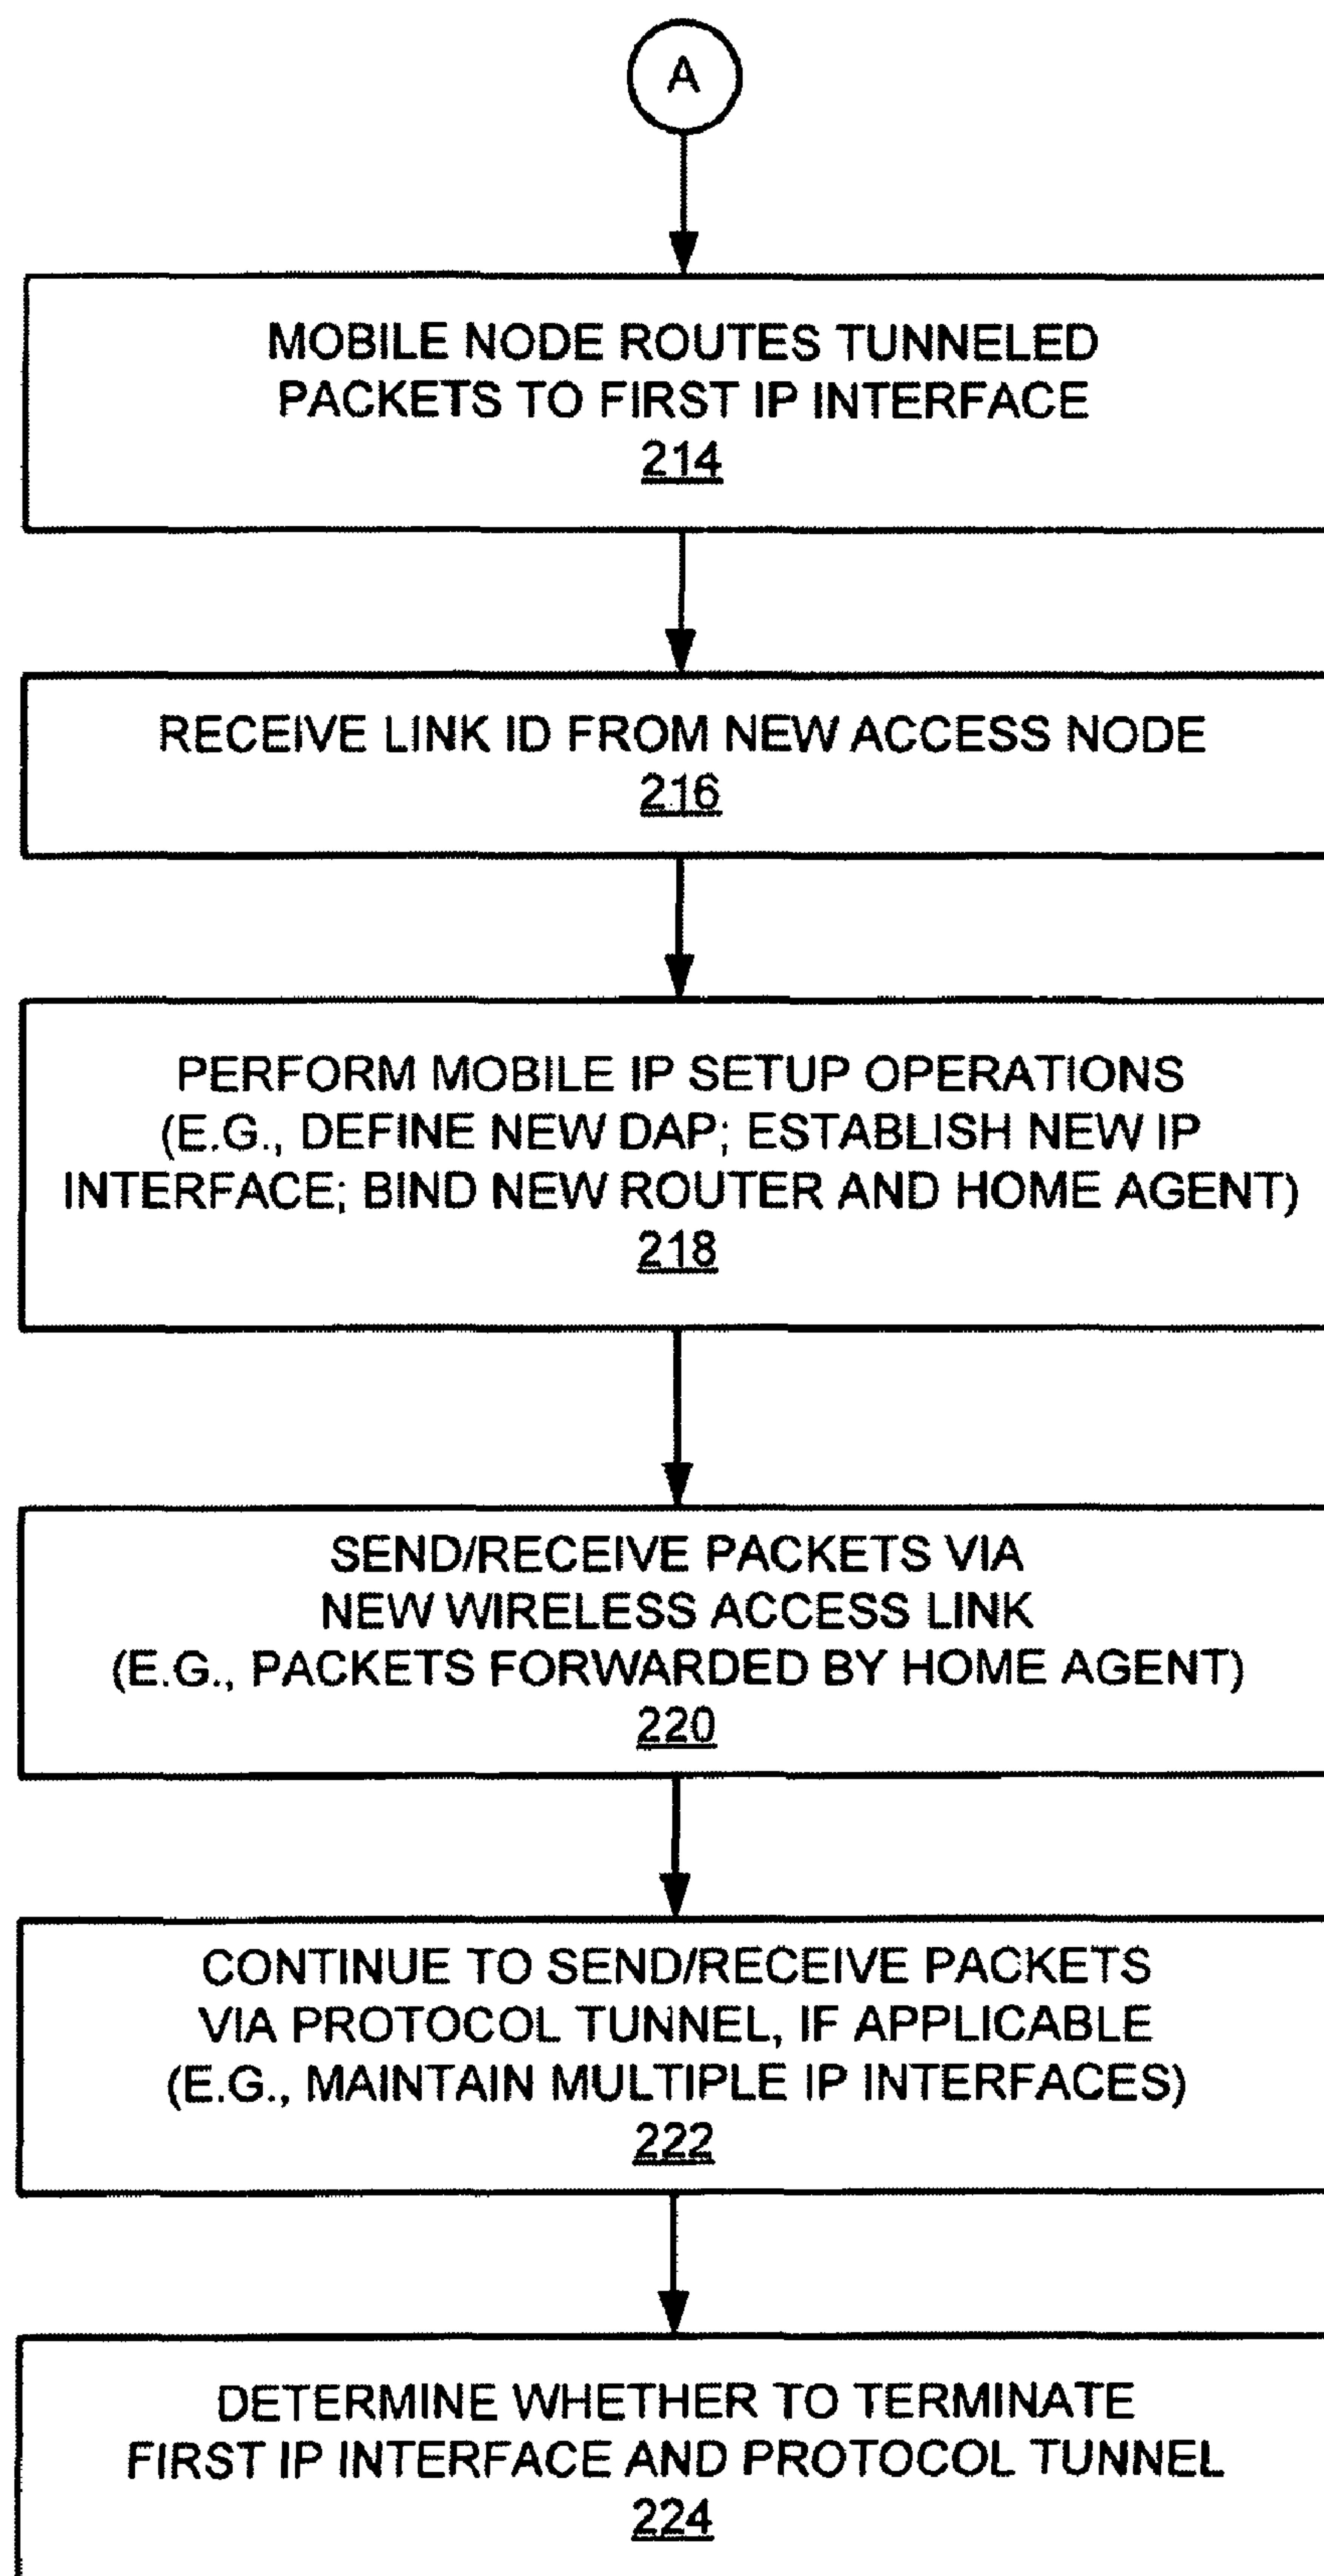 A
MOBILE NODE ROUTES TUNNELED
PACKETS TO FIRST IP INTERFACE
214
RECEIVE LINK ID FROM NEW ACCESS NODE
216
PERFORM MOBILE IP SETUP OPERATIONS
(E.G., DEFINE NEW DAP; ESTABLISH NEW IP
INTERFACE; BIND NEW ROUTER AND HOME AGENT)
218
SEND/RECEIVE PACKETS VIA
NEW WIRELESS ACCESS LINK
(E.G., PACKETS FORWARDED BY HOME AGENT)
220
CONTINUE TO SEND/RECEIVE PACKETS
VIA PROTOCOL TUNNEL, IF APPLICABLE
(E.G., MAINTAIN MULTIPLE IP INTERFACES)
222
DETERMINE WHETHER TO TERMINATE
FIRST IP INTERFACE AND PROTOCOL TUNNEL
224